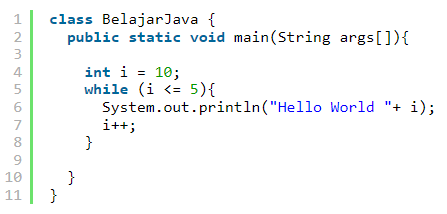 1 class BelajarJava {
2   public static void main(String args[]){
3
4     int i = 10;
5     while (i <= 5){
6       System.out.println("Hello World "+ i);
7       i++;
8     }
9
10   }
11 }